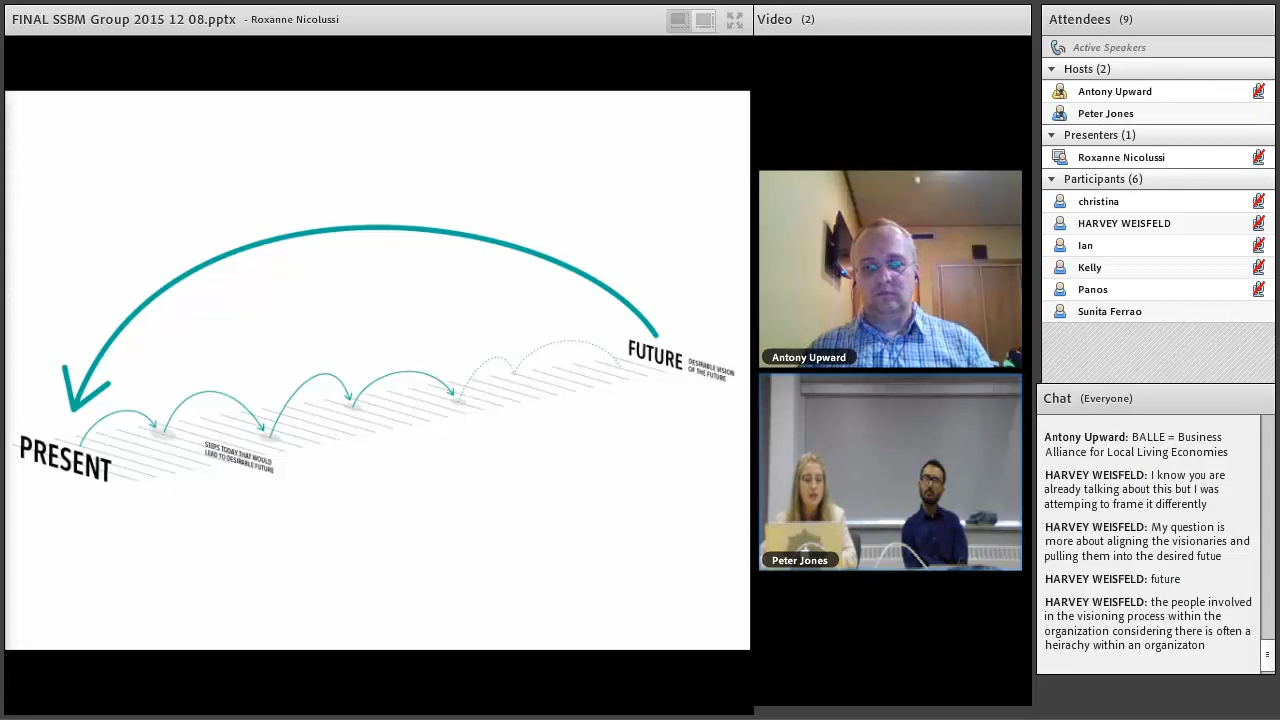 FINAL SSBM Group 2015 12 08.pptx - Roxanne Nicolussi
FUTURE
DESIRABLE VISION
OF THE FUTURE
PRESENT
STEPS TODAY THAT WOULD
LEAD TO DESIRABLE FUTURE
Video (2)
Antony Upward
Peter Jones
Attendees (9)
Active Speakers
Hosts (2)
Antony Upward
Peter Jones
Presenters (1)
Roxanne Nicolussi
Participants (6)
christina
HARVEY WEISFELD
Ian
Kelly
Panos
Sunita Ferrao
Chat (Everyone)
Antony Upward: BALLE = Business
Alliance for Local Living Economies
HARVEY WEISFELD: I know you are
already talking about this but I was
attemping to frame it differently
HARVEY WEISFELD: My question is
more about aligning the visionaries and
pulling them into the desired futue
HARVEY WEISFELD: future
HARVEY WEISFELD: the people involved
in the visioning process within the
organization considering there is often a
heirachy within an organizaton